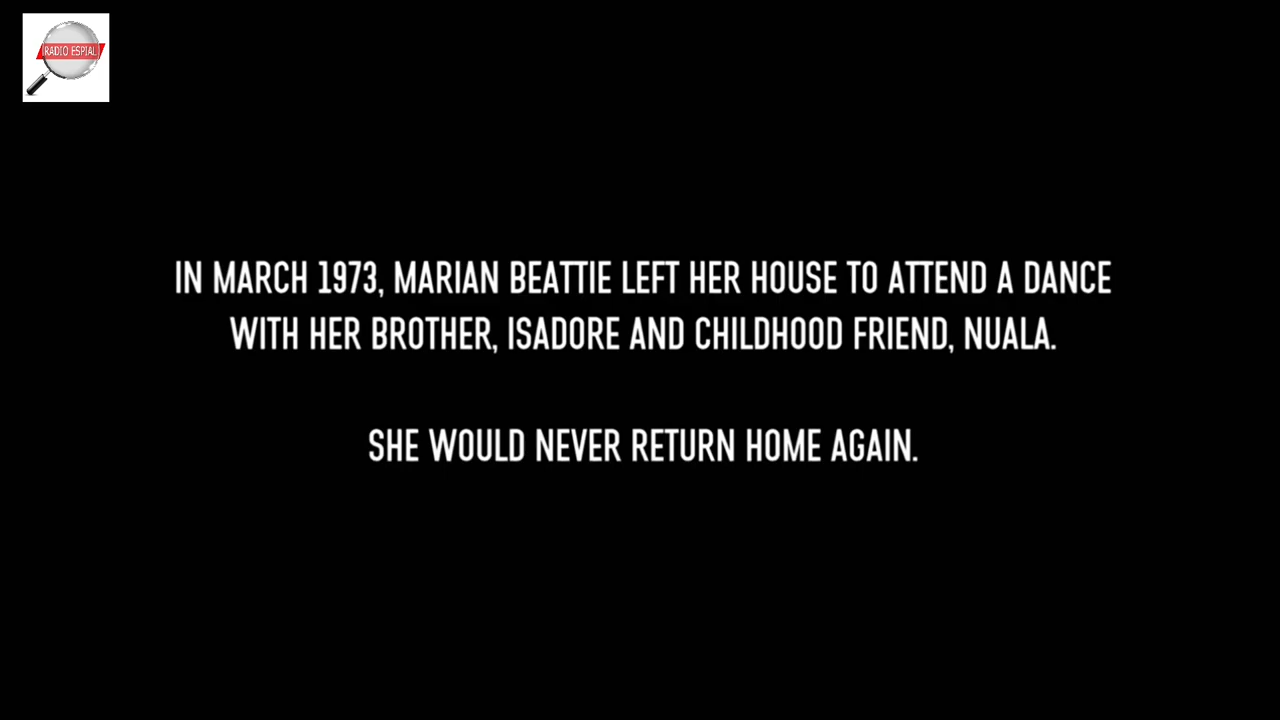 RADIO ESPIAL
IN MARCH 1973, MARIAN BEATTIE LEFT HER HOUSE TO ATTEND A DANCE
WITH HER BROTHER, ISADORE AND CHILDHOOD FRIEND, NUALA.
SHE WOULD NEVER RETURN HOME AGAIN.